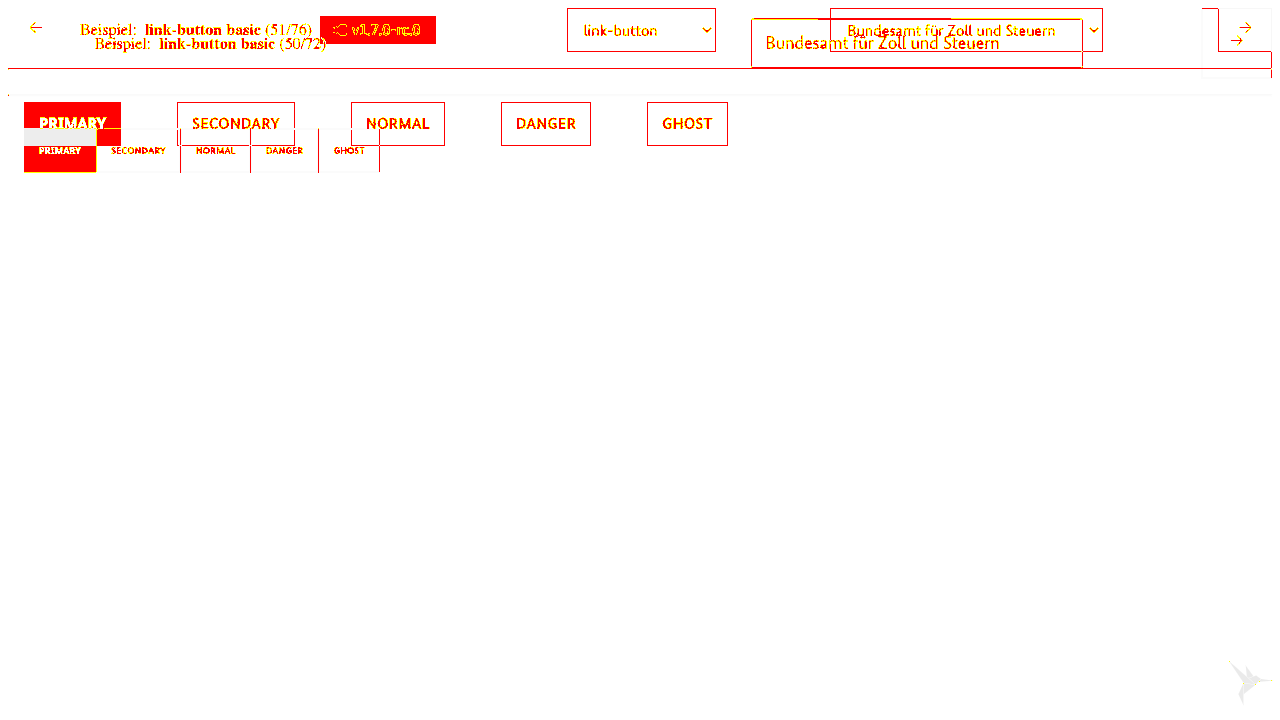 Beispiel: link-button basic (51/76) v1.7.0-rc.0 link-button Bundesamt für Zoll und Steuern
Beispiel: link-button basic (50/72) Bundesamt für Zoll und Steuern
PRIMARY SECONDARY NORMAL DANGER GHOST
PRIMARY SECONDARY NORMAL DANGER GHOST